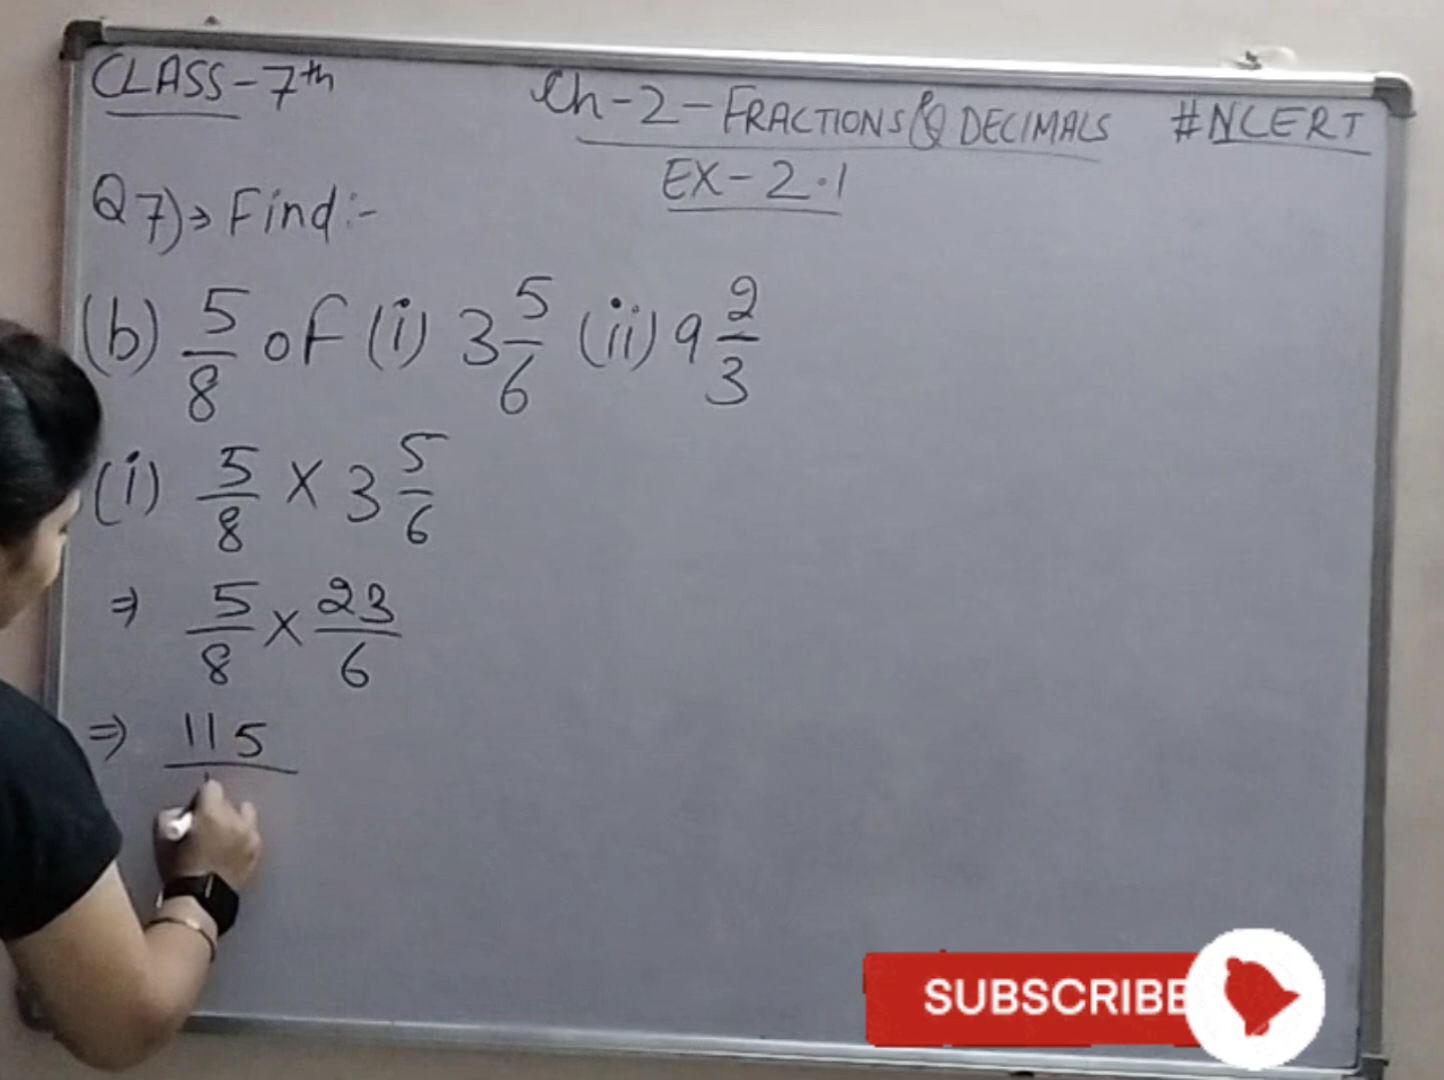 CLASS-7th
Ch-2-FRACTIONS & DECIMALS #NCERT
EX-2.1
Q7)→ Find:-
(b) 5/8 of (i) 3 5/6 (ii) 9 2/3
(i) 5/8 × 3 5/6
⇒ 5/8 × 23/6
⇒ 115/
SUBSCRIBE